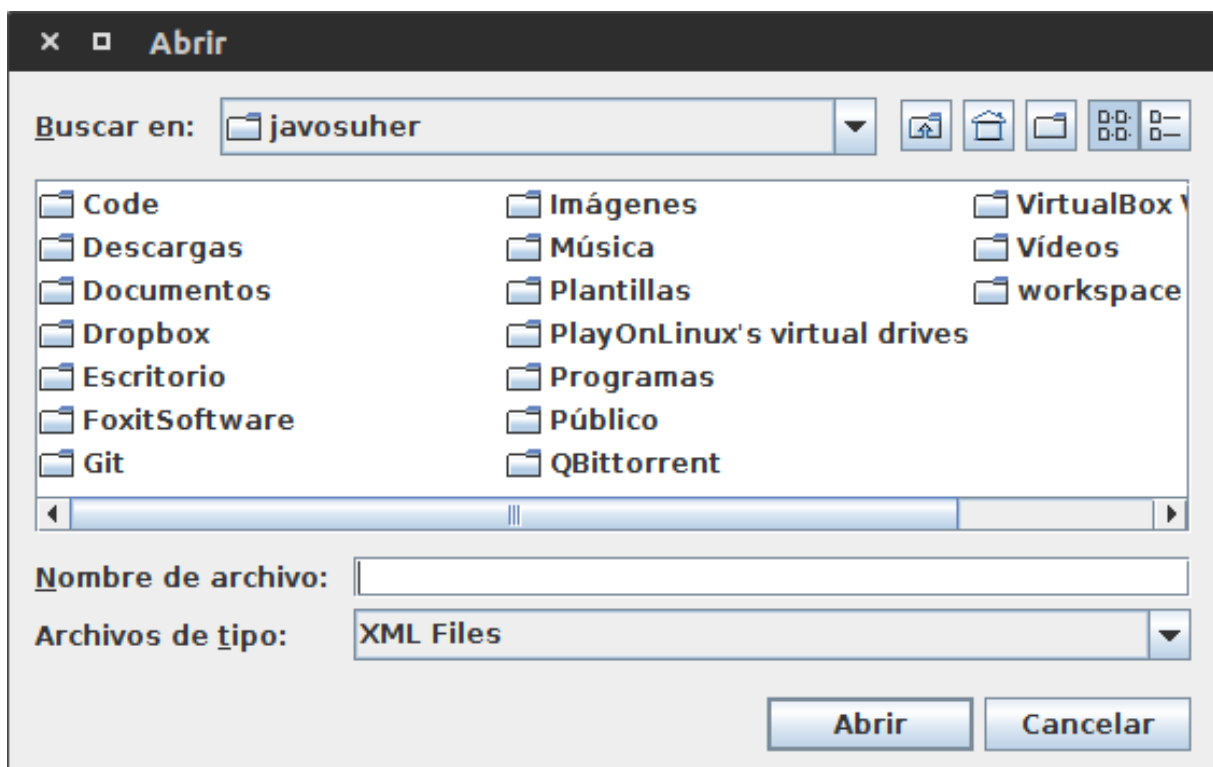 Abrir
Buscar en: javosuher
Code Imágenes VirtualBox
Descargas Música Vídeos
Documentos Plantillas workspace
Dropbox PlayOnLinux's virtual drives
Escritorio Programas
FoxitSoftware Público
Git QBittorrent
Nombre de archivo:
Archivos de tipo: XML Files
Abrir Cancelar